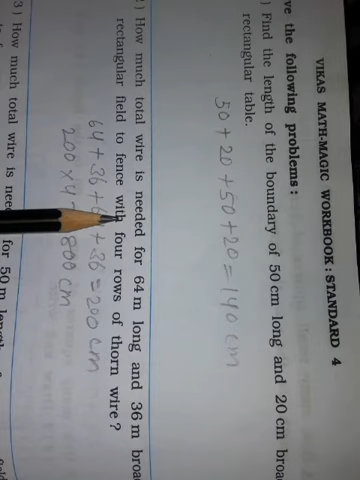 VIKAS MATH-MAGIC WORKBOOK : STANDARD 4
ve the following problems :
) Find the length of the boundary of 50 cm long and 20 cm broa
rectangular table.
50 + 20 + 50 + 20 = 140 cm
) How much total wire is needed for 64 m long and 36 m broa
rectangular field to fence with four rows of thorn wire ?
64 + 36 + 6 + 36 = 200 cm
200 × 4 800 cm
3) How much total wire is nee for 50 m